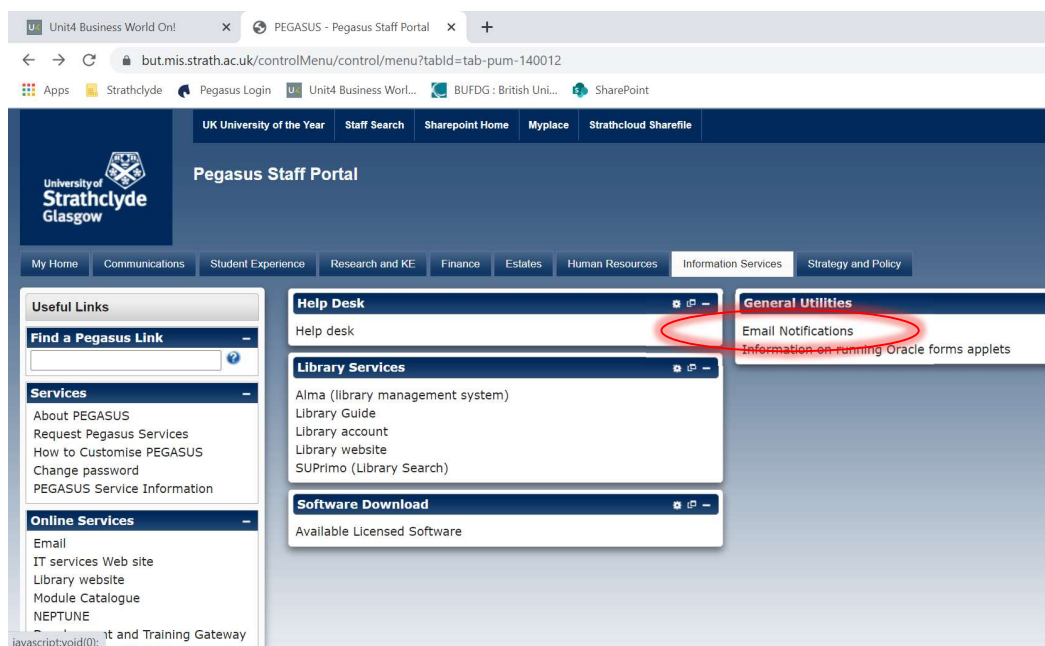 Unit4 Business World On!
PEGASUS - Pegasus Staff Portal
but.mis.strath.ac.uk/controlMenu/control/menu?tabId=tab-pum-140012
Apps Strathclyde Pegasus Login Unit4 Business Worl... BUFDG : British Uni... SharePoint
UK University of the Year Staff Search Sharepoint Home Myplace Strathcloud Sharefile
University of
Strathclyde
Glasgow
Pegasus Staff Portal
My Home Communications Student Experience Research and KE Finance Estates Human Resources Information Services Strategy and Policy
Useful Links
Find a Pegasus Link
Services
About PEGASUS
Request Pegasus Services
How to Customise PEGASUS
Change password
PEGASUS Service Information
Online Services
Email
IT services Web site
Library website
Module Catalogue
NEPTUNE
and Training Gateway
javascript:void(0);
Help Desk
Help desk
Library Services
Alma (library management system)
Library Guide
Library account
Library website
SUPrimo (Library Search)
Software Download
Available Licensed Software
General Utilities
Email Notifications
Information on running Oracle forms applets